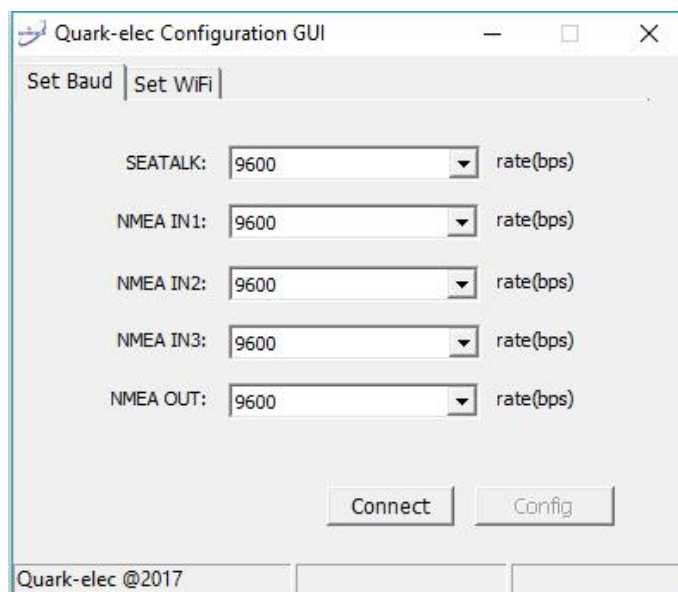 Quark-elec Configuration GUI
Set Baud Set WiFi
SEATALK: 9600 rate(bps)
NMEA IN1: 9600 rate(bps)
NMEA IN2: 9600 rate(bps)
NMEA IN3: 9600 rate(bps)
NMEA OUT: 9600 rate(bps)
Connect Config
Quark-elec @2017